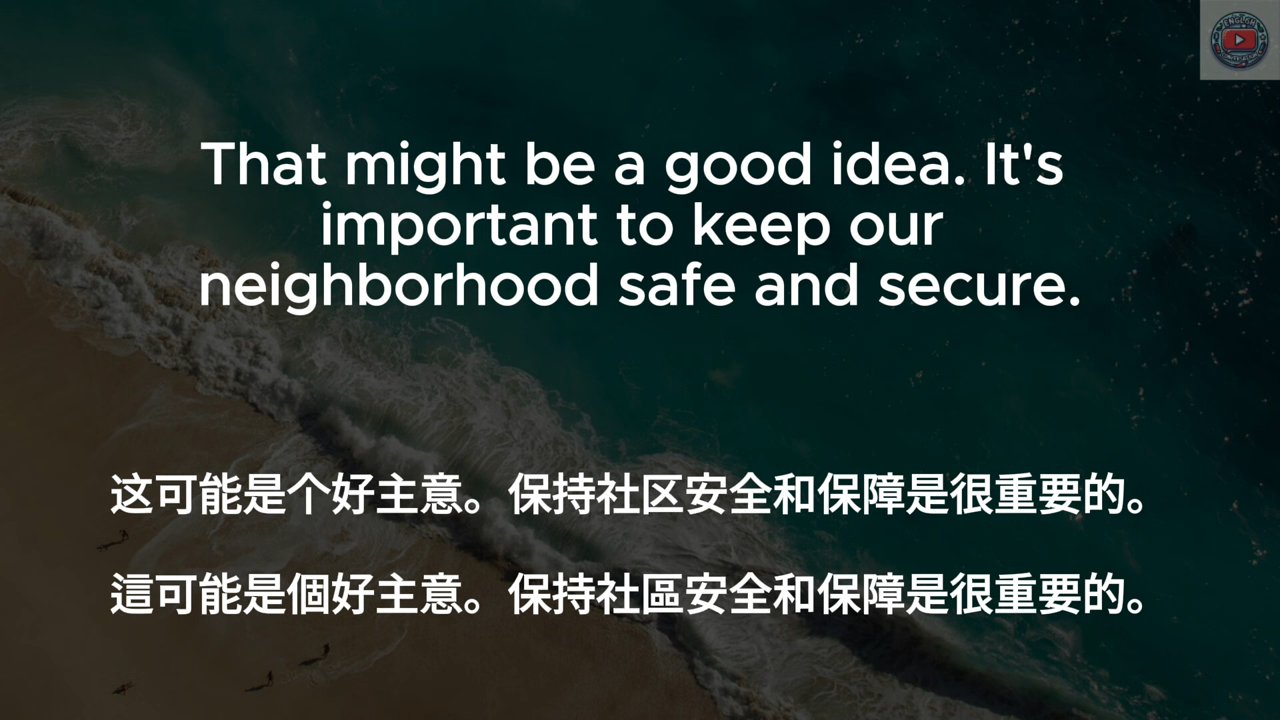 That might be a good idea. It's
important to keep our
neighborhood safe and secure.
这可能是个好主意。保持社区安全和保障是很重要的。
這可能是個好主意。保持社區安全和保障是很重要的。